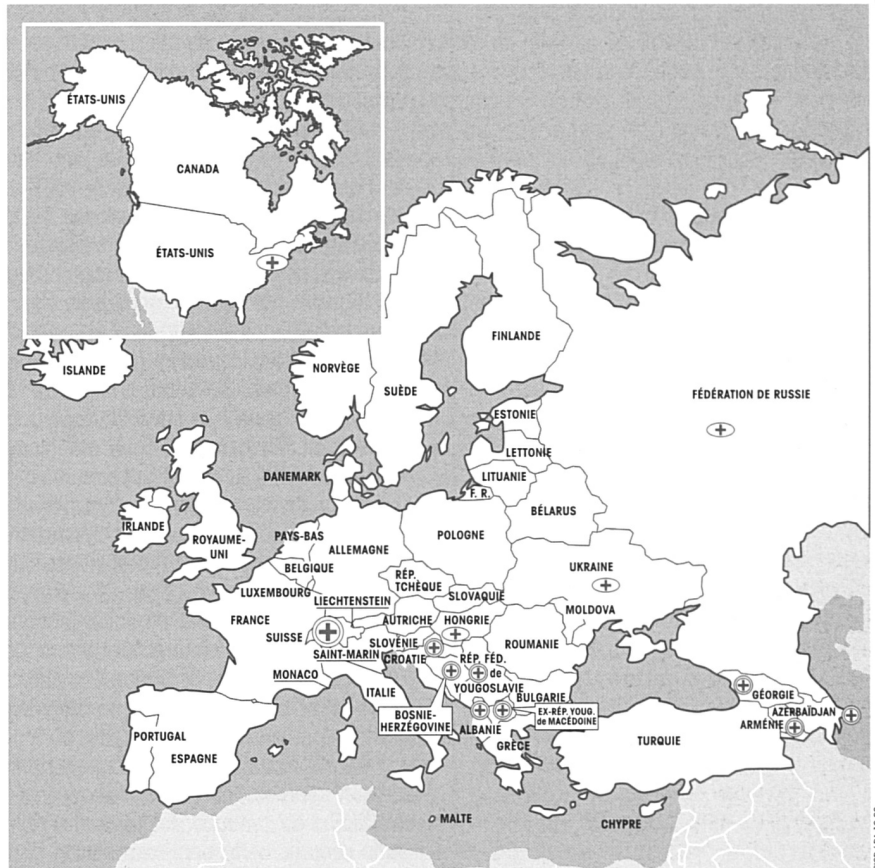 ÉTATS-UNIS
CANADA
ÉTATS-UNIS
ISLANDE
NORVÈGE
SUÈDE
FINLANDE
FÉDÉRATION DE RUSSIE
ESTONIE
LETTONIE
LITUANIE
F. R.
DANEMARK
BÉLARUS
IRLANDE
ROYAUME-
UNI
PAYS-BAS
ALLEMAGNE
POLOGNE
BELGIQUE
UKRAINE
RÉP.
TCHÈQUE
SLOVAQUIE
LUXEMBOURG
LIECHTENSTEIN
MOLDOVA
FRANCE
AUTRICHE
HONGRIE
SUISSE
SLOVÉNIE
ROUMANIE
SAINT-MARIN
CROATIE
RÉP. FÉD.
de
YOUGOSLAVIE
MONACO
ITALIE
BULGARIE
GÉORGIE
BOSNIE-
HERZÉGOVINE
EX-RÉP. YOUG.
de MACÉDOINE
AZERBAÏDJAN
ARMÉNIE
ALBANIE
PORTUGAL
ESPAGNE
GRÈCE
TURQUIE
MALTE
CHYPRE